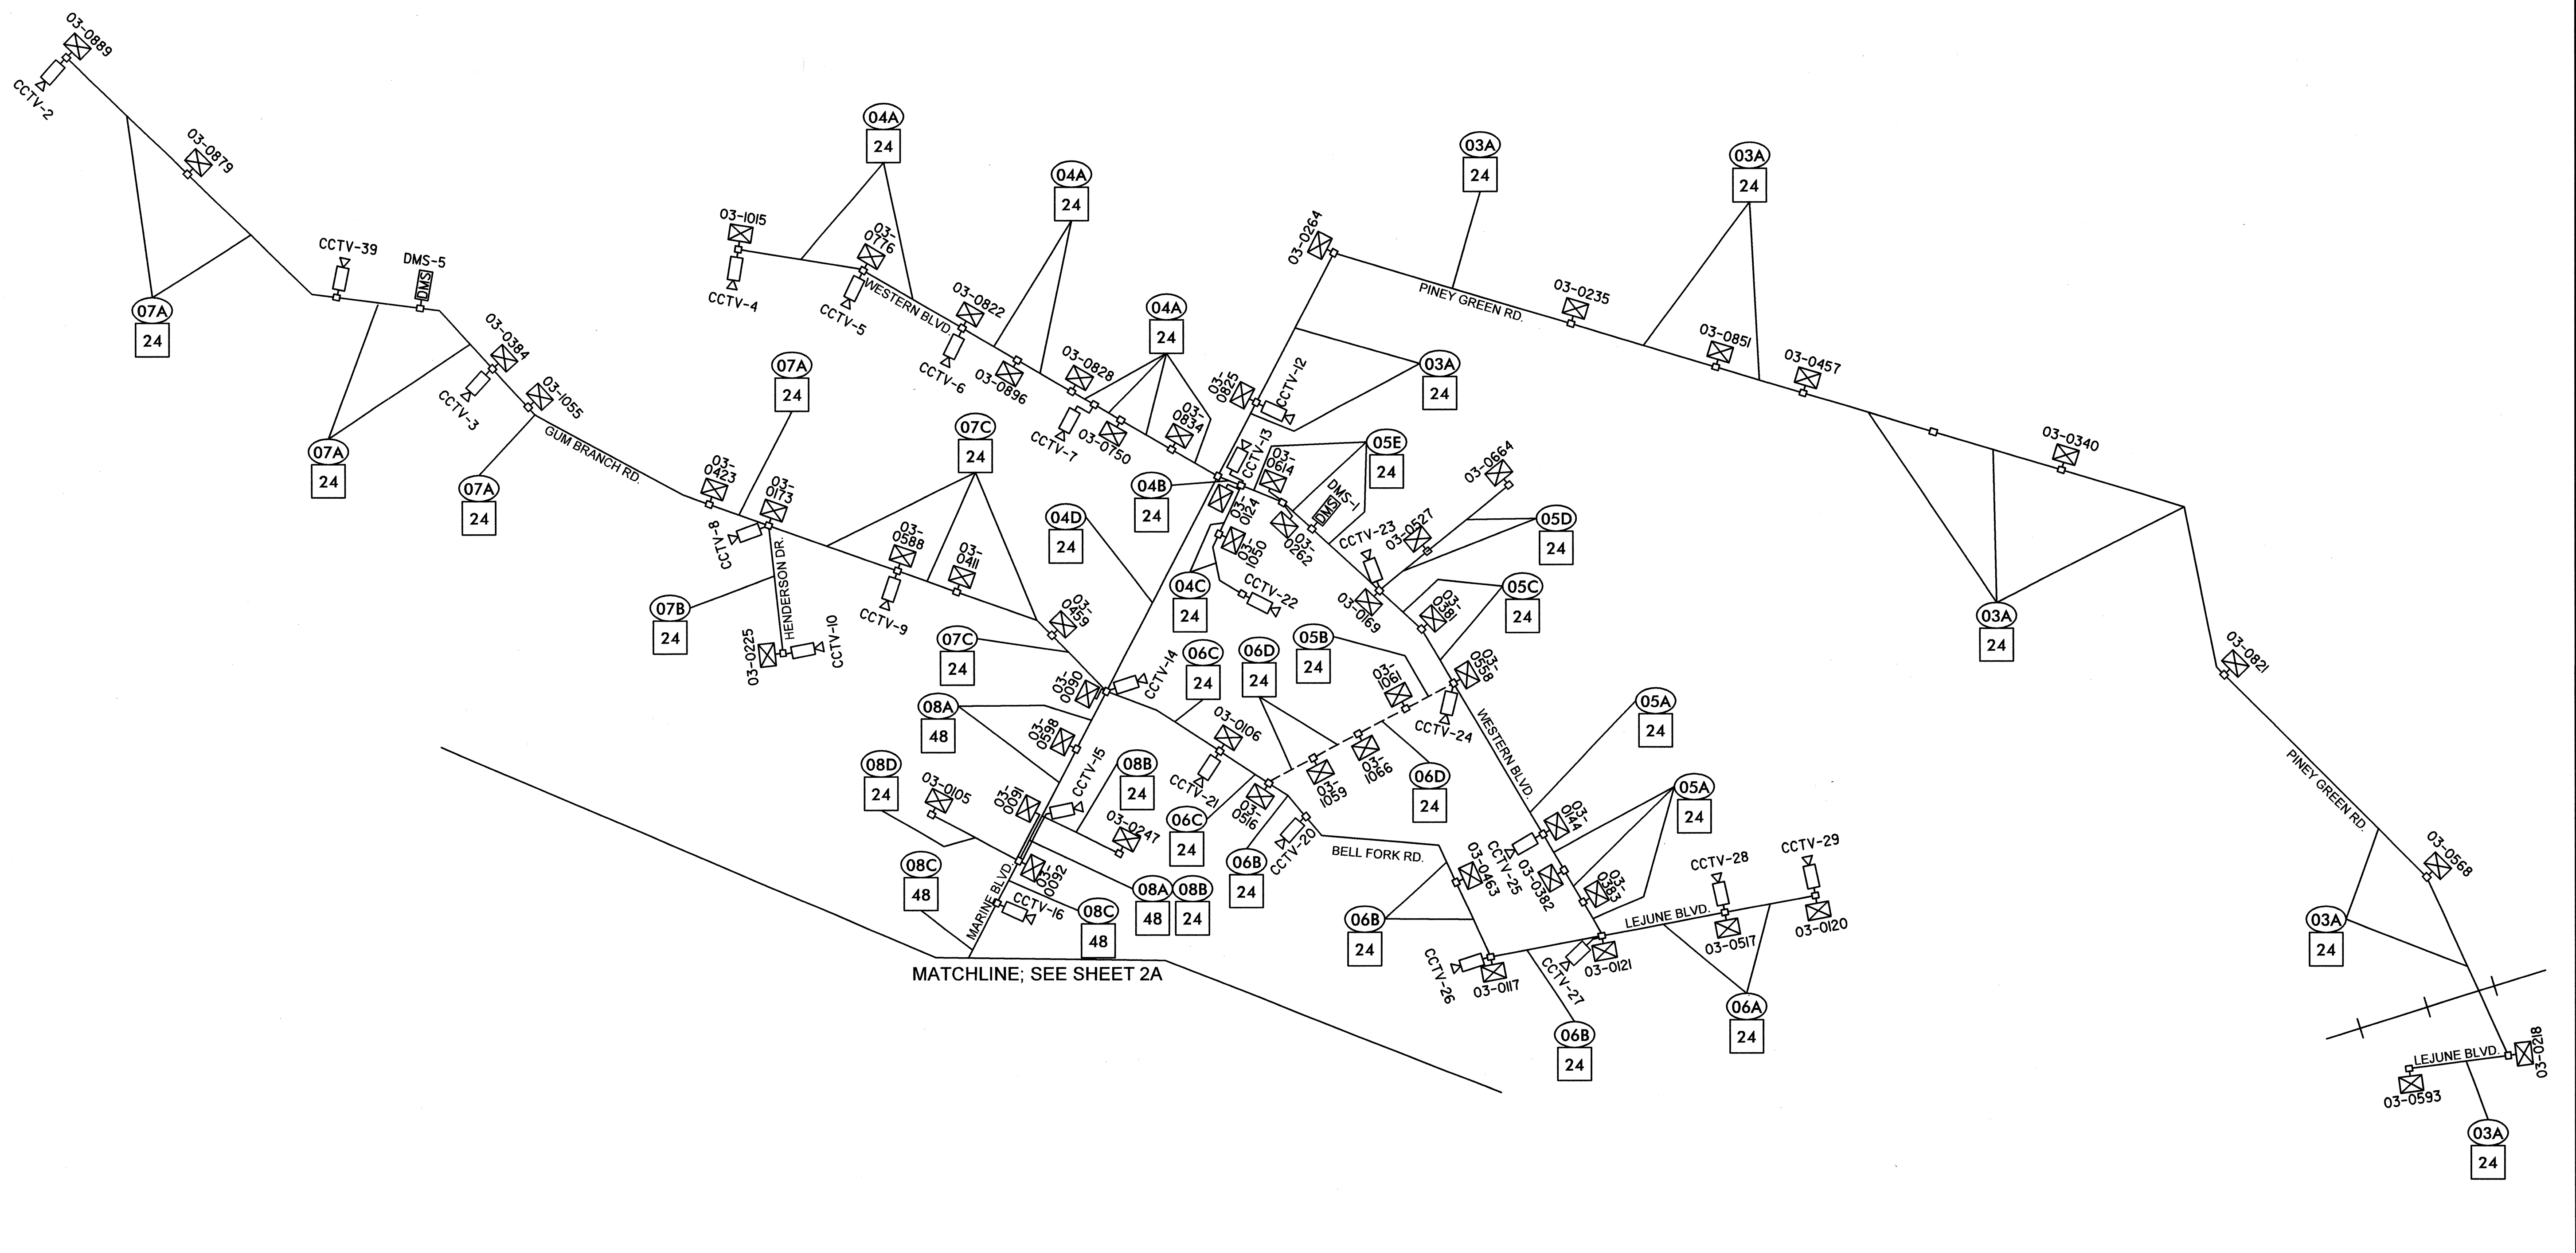 03-0889
CCTV-2
03-0879
07A
24
CCTV-39
DMS-5
DMS
07A
24
03-0384
CCTV-3
03-1055
07A
24
GUM BRANCH RD.
03-0423
07A
24
03-0173
CCTV-8
HENDERSON DR.
07B
24
03-0225
CCTV-10
07C
24
03-0588
CCTV-9
03-0411
03-0459
07C
24
04A
24
03-1015
CCTV-4
03-0776
CCTV-5
WESTERN BLVD.
03-0822
CCTV-6
04A
24
03-0896
03-0828
CCTV-7
04A
24
03-0750
03-0834
03-0264
03A
24
PINEY GREEN RD.
03-0235
03A
24
03-0851
03-0457
03-0340
03A
24
03-0825
CCTV-12
03A
24
CCTV-13
03-0614
04B
24
03-0124
05E
24
DMS-1
DMS
03-0262
03-1050
04C
24
CCTV-22
04D
24
CCTV-23
03-0527
03-0664
05D
24
03-0169
03-0381
05C
24
05B
24
03-1061
03-0558
CCTV-24
WESTERN BLVD.
05A
24
03-0144
CCTV-25
05A
24
03-0382
03-0383
03-0090
CCTV-14
06C
24
03-0106
CCTV-21
06D
24
03-1059
03-1066
06D
24
03-0516
06C
24
06B
24
CCTV-20
BELL FORK RD.
03-0463
06B
24
CCTV-26
03-0117
CCTV-27
03-0121
06B
24
LEJUNE BLVD.
CCTV-28
03-0517
CCTV-29
03-0120
06A
24
08A
48
03-0598
03-0091
CCTV-15
08B
24
03-0247
08D
24
03-0105
03-0092
08A
48
08B
24
08C
48
MARINE BLVD.
CCTV-16
08C
48
MATCHLINE; SEE SHEET 2A
03-0821
PINEY GREEN RD.
03-0568
03A
24
03-0218
LEJUNE BLVD.
03-0593
03A
24